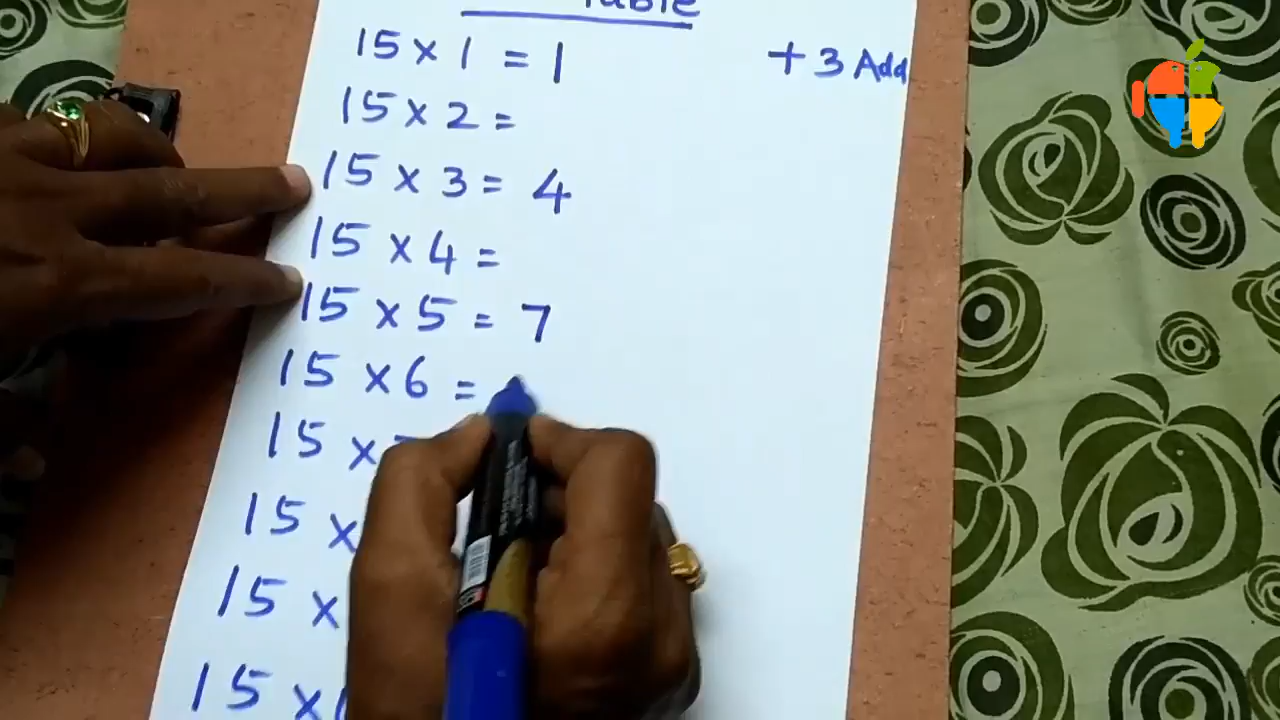 Table
15 × 1 = 1
+ 3 Add
15 × 2 =
15 × 3 = 4
15 × 4 =
15 × 5 = 7
15 × 6 =
15 ×
15 ×
15 ×
15 ×